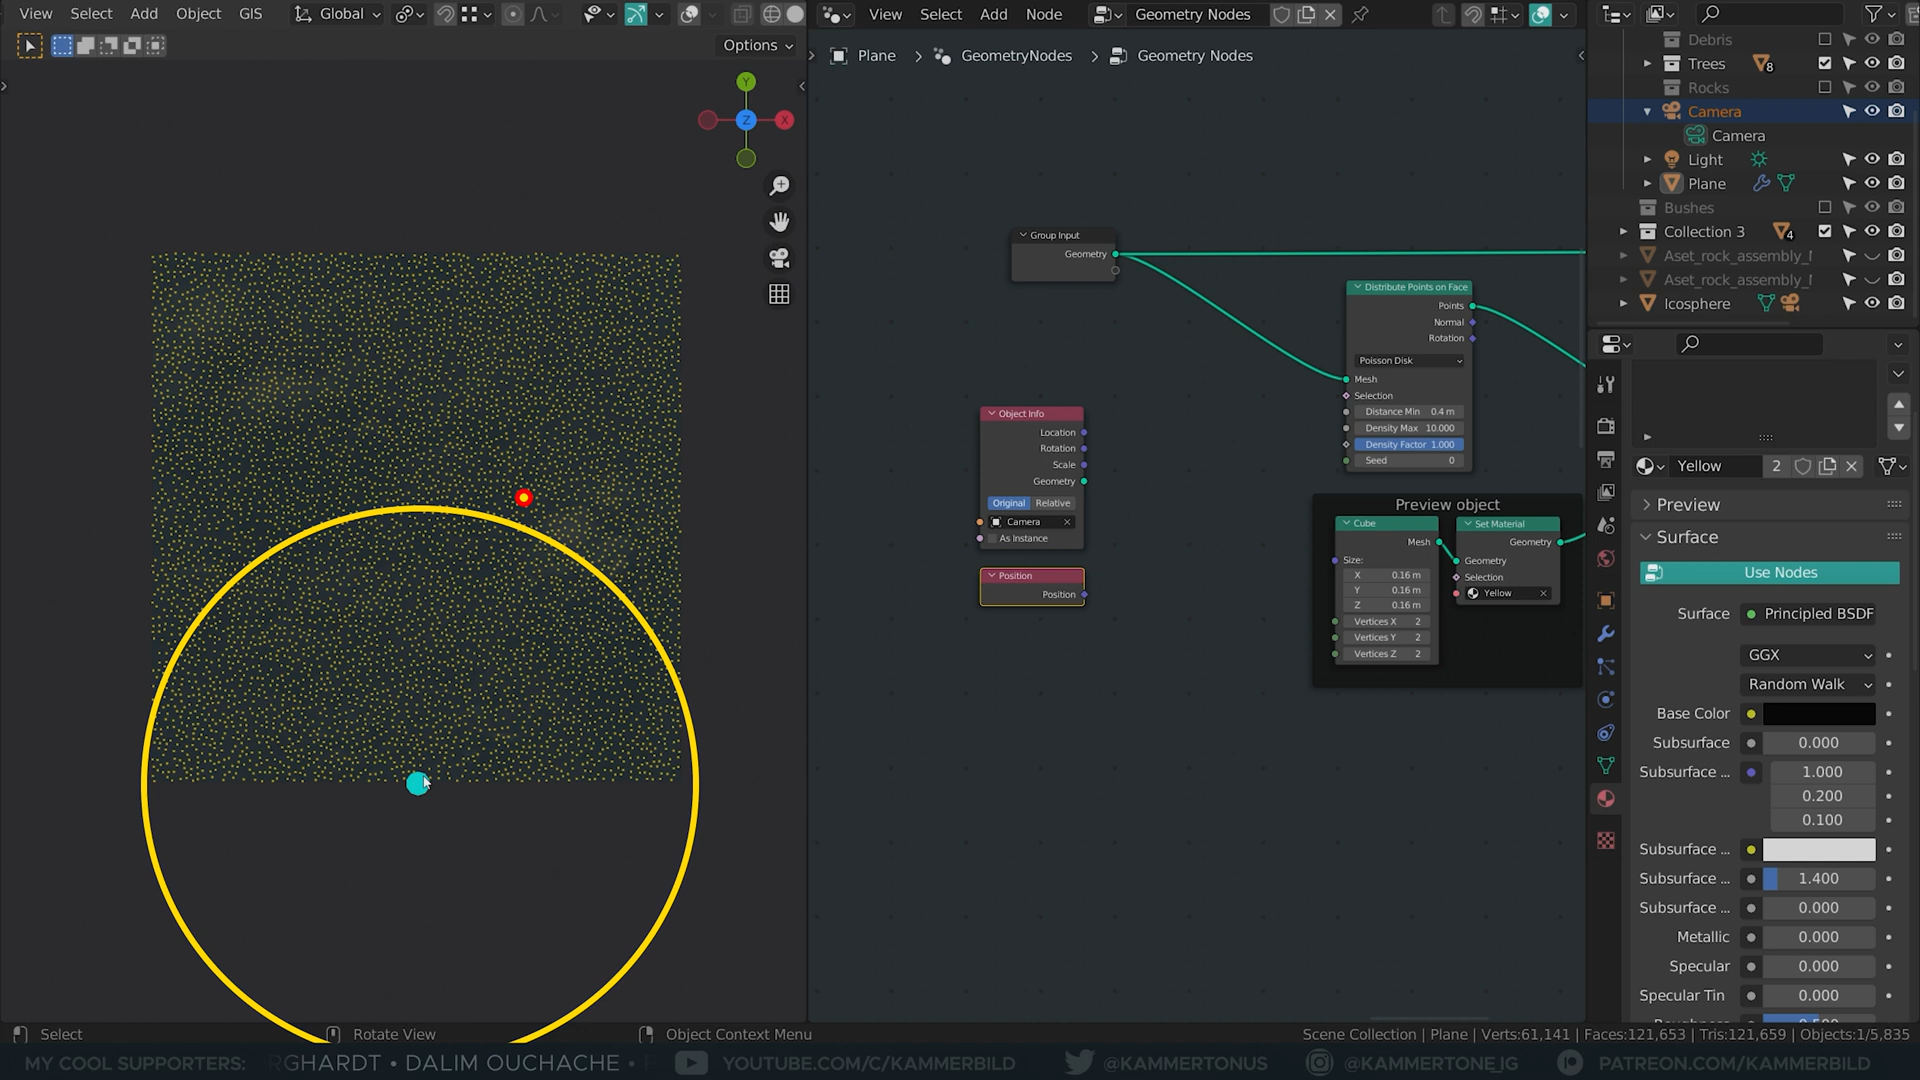 View Select Add Object GIS Global
Options
Y
Z X
View Select Add Node Geometry Nodes
Plane GeometryNodes Geometry Nodes
Group Input
Geometry
Distribute Points on Face
Points
Normal
Rotation
Poisson Disk
Mesh
Selection
Distance Min 0.4 m
Density Max 10.000
Density Factor 1.000
Seed 0
Object Info
Location
Rotation
Scale
Geometry
Original Relative
Camera
As Instance
Position
Position
Preview object
Cube
Mesh
Size:
X 0.16 m
Y 0.16 m
Z 0.16 m
Vertices X 2
Vertices Y 2
Vertices Z 2
Set Material
Geometry
Geometry
Selection
Yellow
Debris
Trees 8
Rocks
Camera
Camera
Light
Plane
Bushes
Collection 3 4
Aset_rock_assembly_
Aset_rock_assembly_
Icosphere
Yellow 2
Preview
Surface
Use Nodes
Surface Principled BSDF
GGX
Random Walk
Base Color
Subsurface 0.000
Subsurface ... 1.000
0.200
0.100
Subsurface ...
Subsurface ... 1.400
Subsurface ... 0.000
Metallic 0.000
Specular 0.000
Specular Tin 0.000
Select Rotate View Object Context Menu
Scene Collection | Plane | Verts:61,141 | Faces:121,653 | Tris:121,659 | Objects:1/5,835
MY COOL SUPPORTERS: RGHARDT • DALIM OUCHACHE •
YOUTUBE.COM/C/KAMMERBILD
@KAMMERTONUS
@KAMMERTONE_IG
PATREON.COM/KAMMERBILD